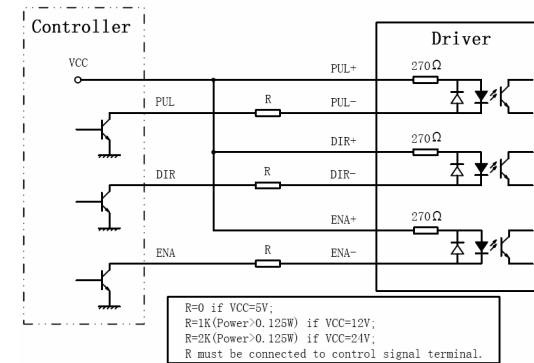 Controller
Driver
VCC
PUL+
270Ω
PUL
R
PUL-
DIR+
270Ω
DIR
R
DIR-
ENA+
270Ω
ENA
R
ENA-
R=0 if VCC=5V;
R=1K(Power>0.125W) if VCC=12V;
R=2K(Power>0.125W) if VCC=24V;
R must be connected to control signal terminal.